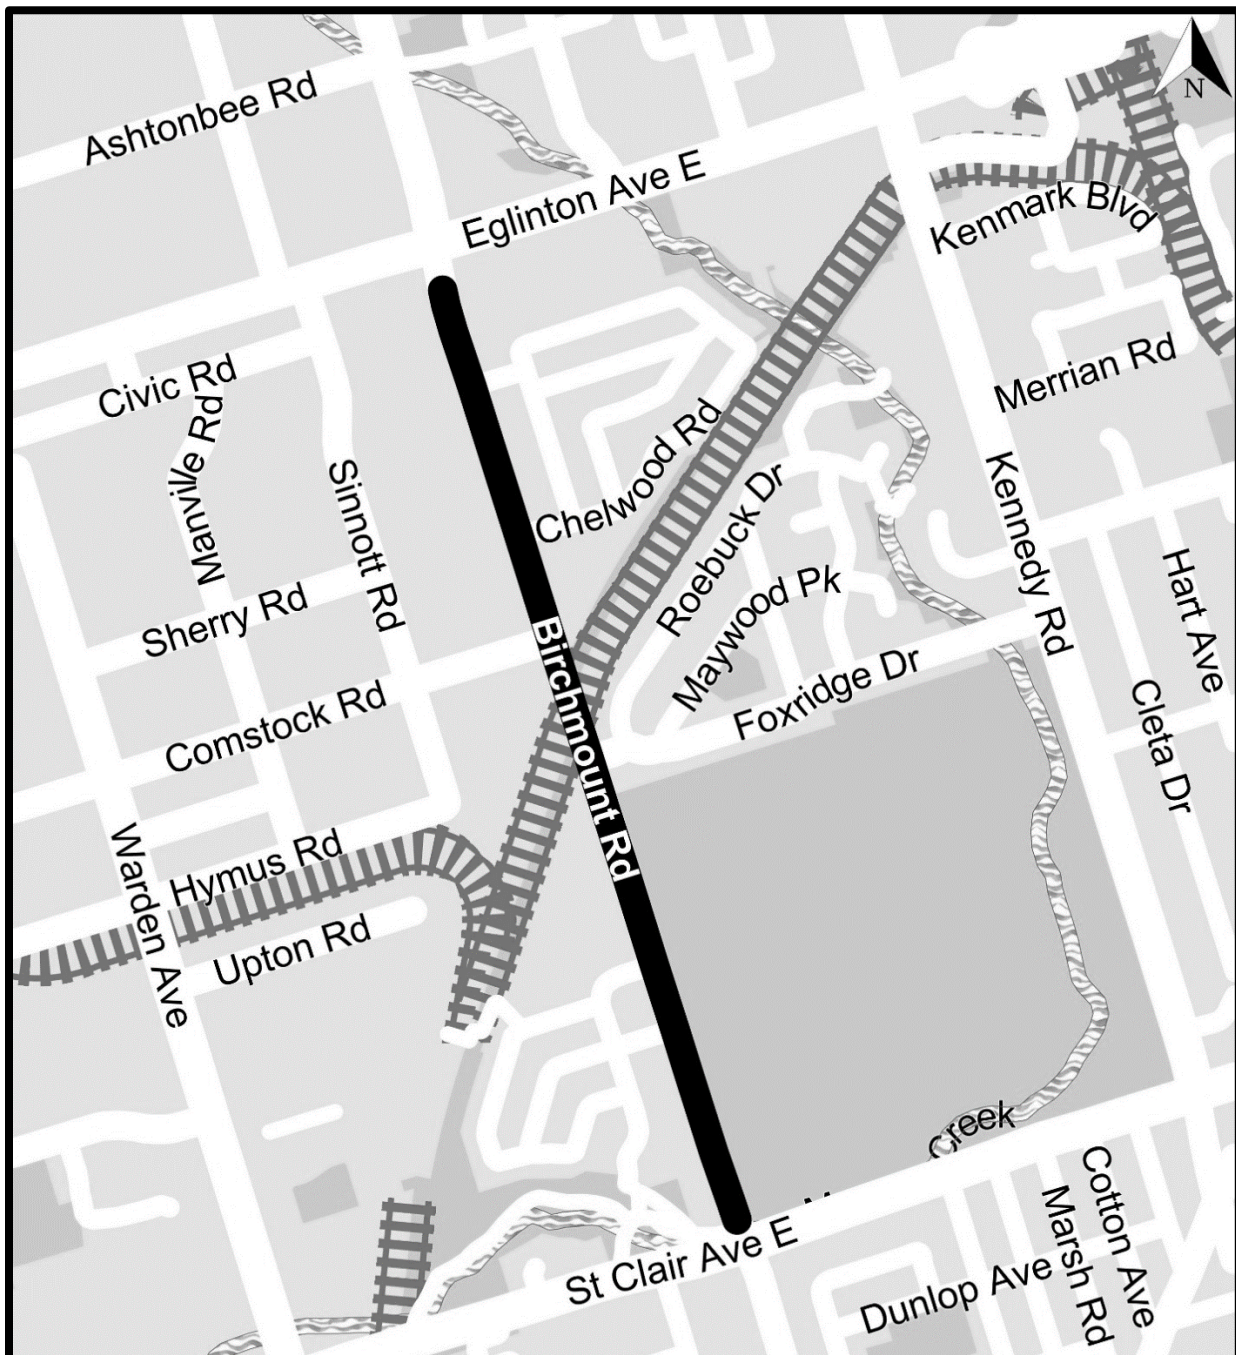 N
Ashtonbee Rd
Eglinton Ave E
Kenmark Blvd
Civic Rd
Merrian Rd
Manville Rd
Chelwood Rd
Sinnott Rd
Roebuck Dr
Kennedy Rd
Hart Ave
Sherry Rd
Maywood Pk
Birchmount Rd
Foxridge Dr
Comstock Rd
Cleta Dr
Warden Ave
Hymus Rd
Upton Rd
Creek
St Clair Ave E
Cotton Ave
Marsh Rd
Dunlop Ave